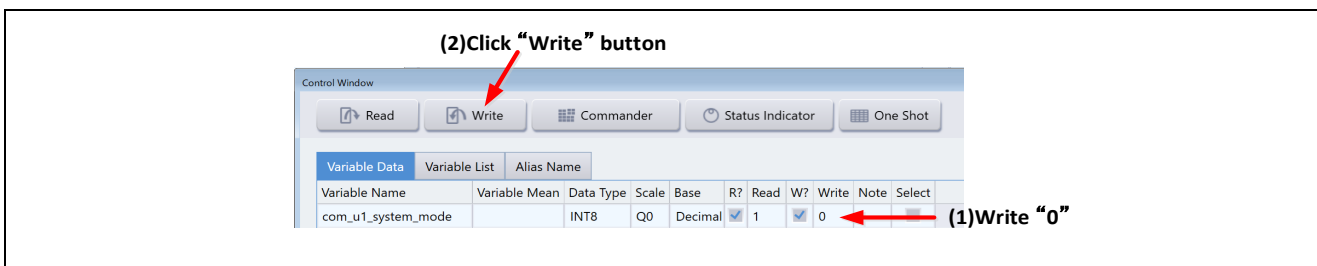 (2)Click “Write” button
Control Window
Read Write Commander Status Indicator One Shot
Variable Data Variable List Alias Name
Variable Name Variable Mean Data Type Scale Base R? Read W? Write Note Select
com_u1_system_mode INT8 Q0 Decimal 1 0
(1)Write “0”